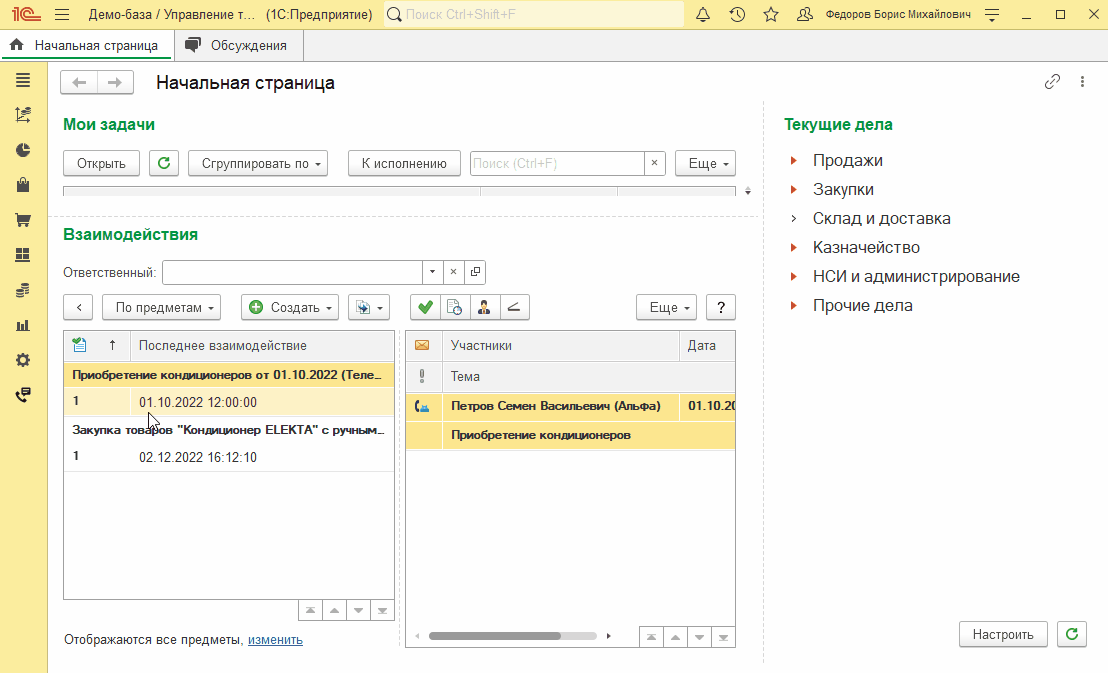 1С Демо-база / Управление т... (1С:Предприятие) Поиск Ctrl+Shift+F Федоров Борис Михайлович
Начальная страница Обсуждения
Начальная страница
Мои задачи
Открыть Сгруппировать по К исполнению Поиск (Ctrl+F) × Еще
Взаимодействия
Ответственный:
По предметам Создать Еще ?
Последнее взаимодействие
Приобретение кондиционеров от 01.10.2022 (Теле...
1 01.10.2022 12:00:00
Закупка товаров "Кондиционер ELEKTA" с ручным...
1 02.12.2022 16:12:10
Отображаются все предметы, изменить
Участники Дата
Тема
Петров Семен Васильевич (Альфа) 01.10.20
Приобретение кондиционеров
Текущие дела
Продажи
Закупки
Склад и доставка
Казначейство
НСИ и администрирование
Прочие дела
Настроить